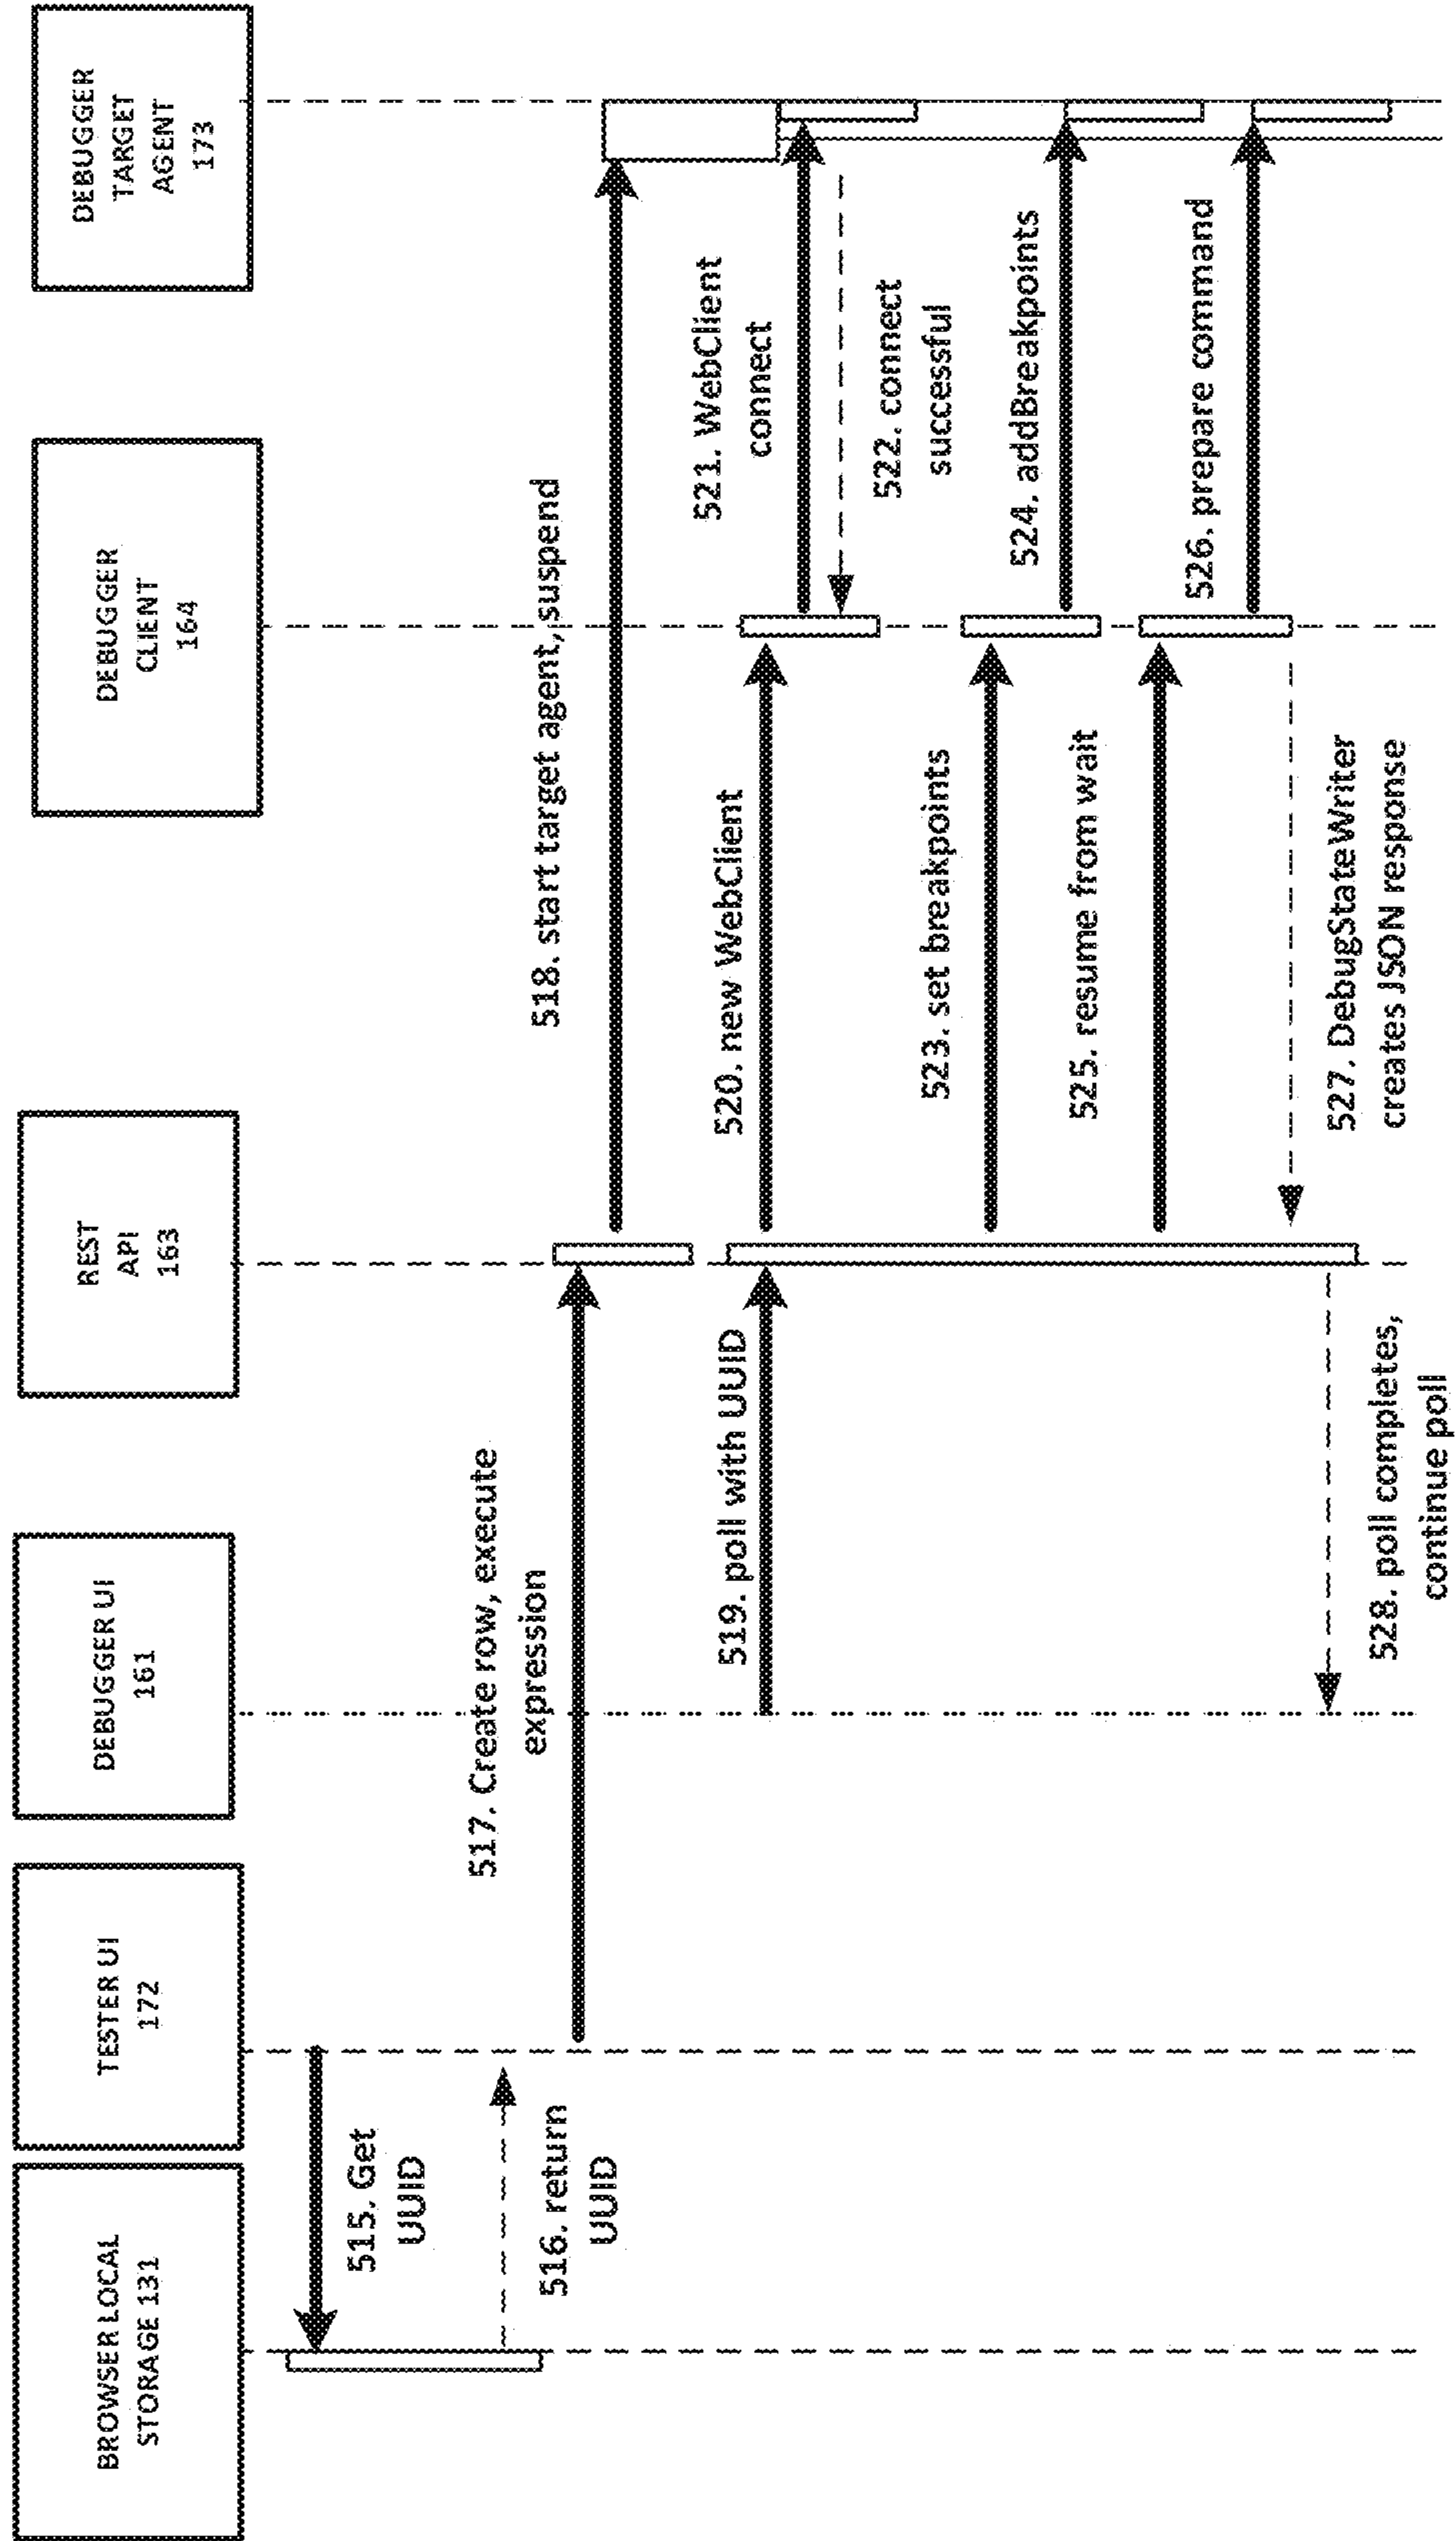 BROWSER LOCAL
STORAGE 131
TESTER UI
172
DEBUGGER UI
161
REST
API
163
DEBUGGER
CLIENT
164
DEBUGGER
TARGET
AGENT
173
515. Get
UUID
516. return
UUID
517. Create row, execute
expression
518. start target agent, suspend
519. poll with UUID
520. new WebClient
521. WebClient
connect
522. connect
successful
523. set breakpoints
524. addBreakpoints
525. resume from wait
526. prepare command
527. DebugStateWriter
creates JSON response
528. poll completes,
continue poll